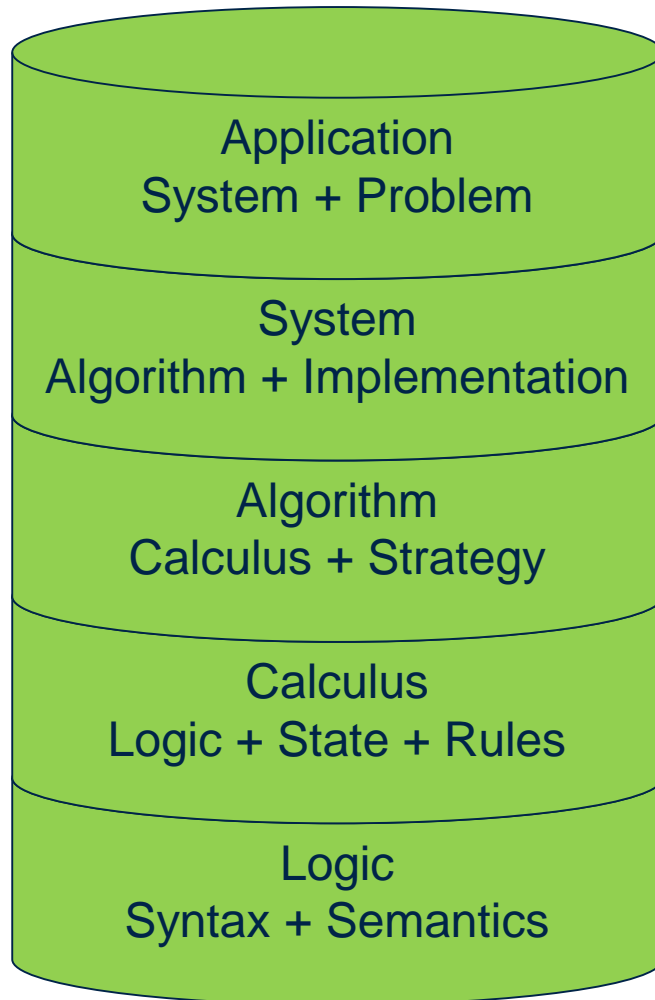 Application
System + Problem
System
Algorithm + Implementation
Algorithm
Calculus + Strategy
Calculus
Logic + State + Rules
Logic
Syntax + Semantics